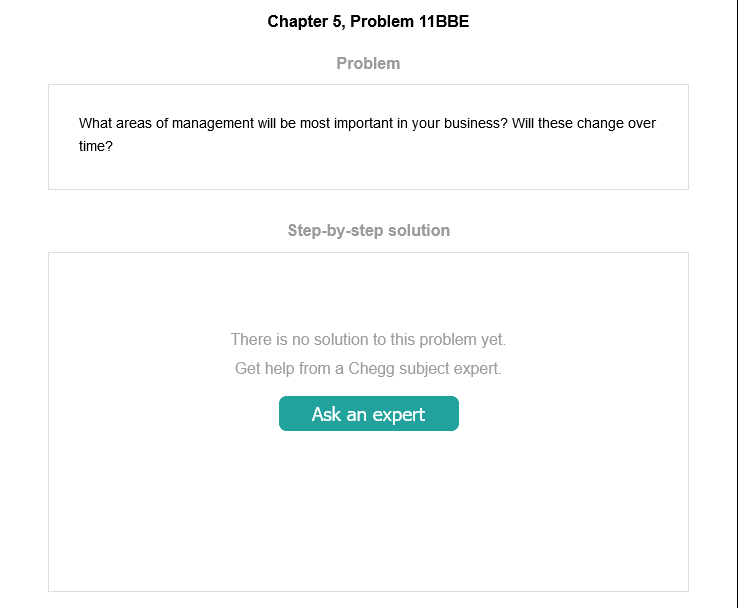 Chapter 5, Problem 11BBE
Problem
What areas of management will be most important in your business? Will these change over
time?
Step-by-step solution
There is no solution to this problem yet.
Get help from a Chegg subject expert.
Ask an expert